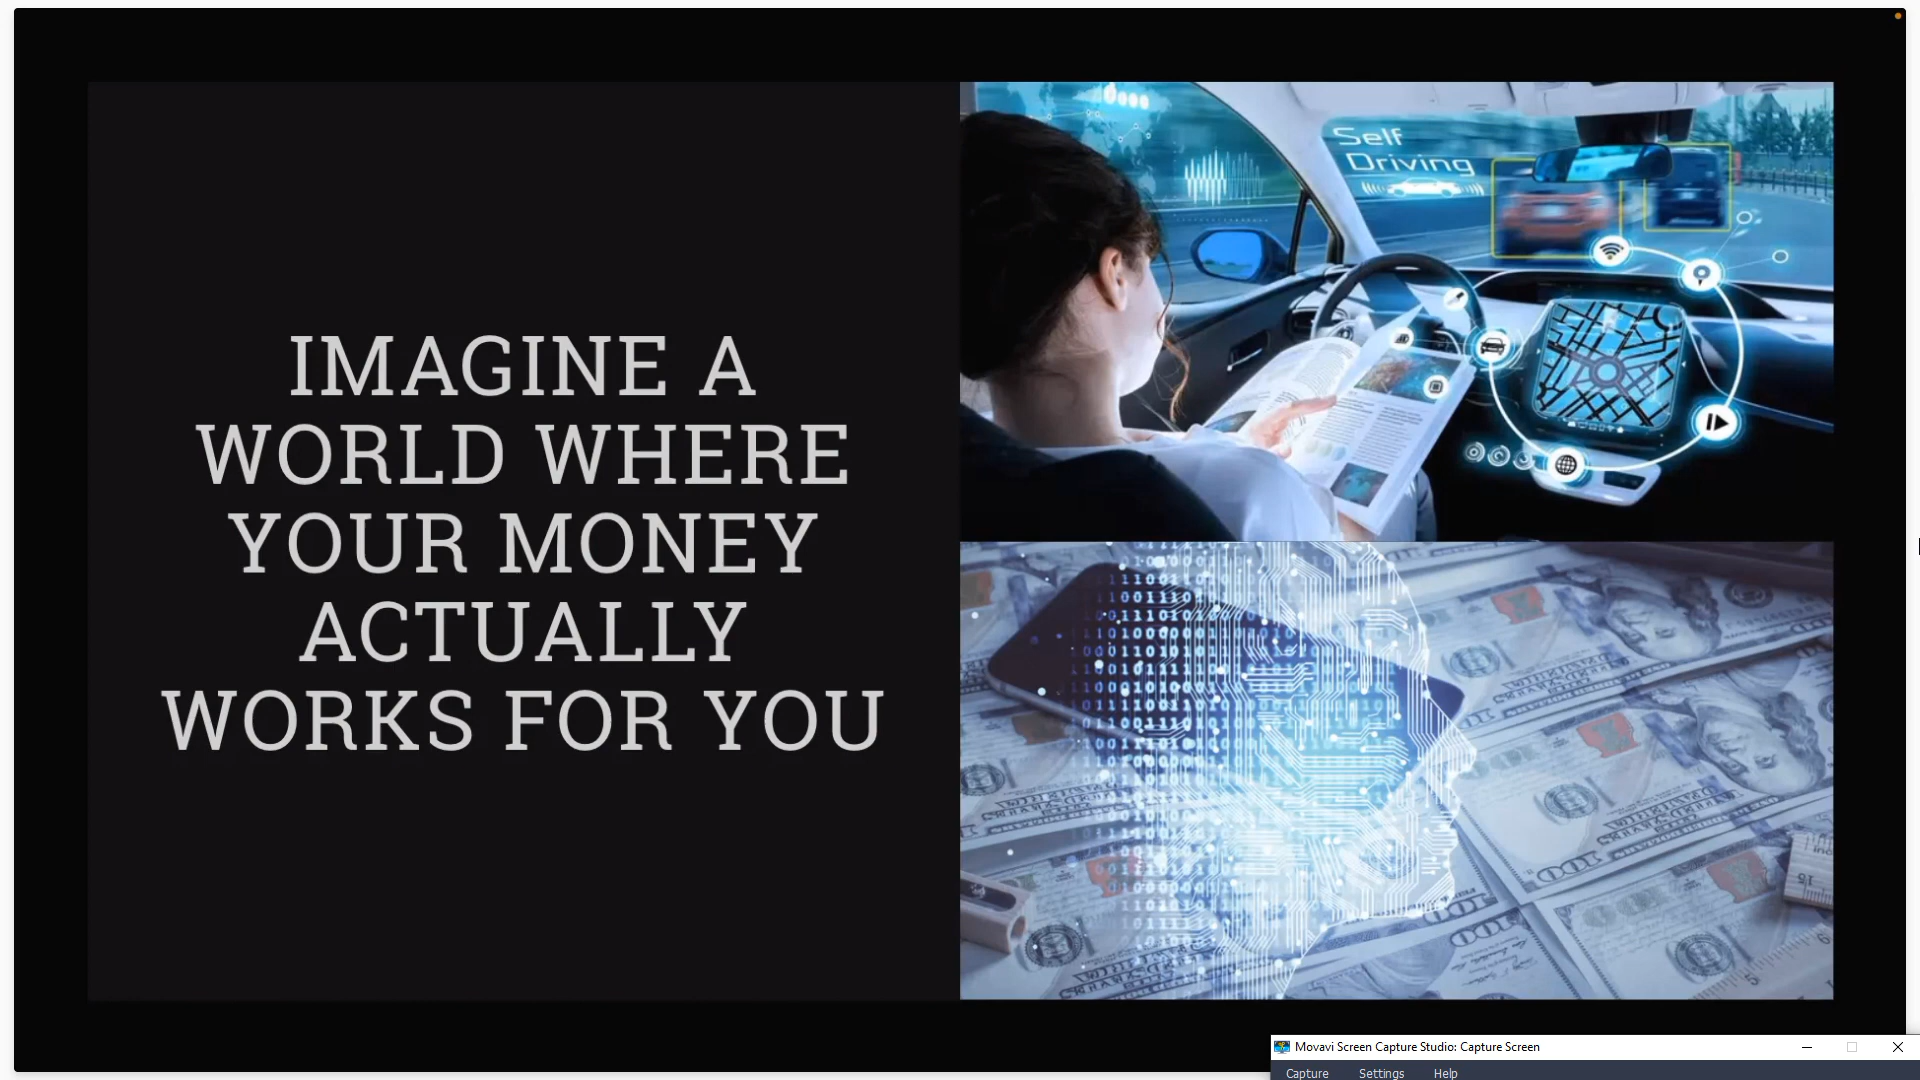 IMAGINE A
WORLD WHERE
YOUR MONEY
ACTUALLY
WORKS FOR YOU
Self
Driving
Movavi Screen Capture Studio: Capture Screen
Capture
Settings
Help